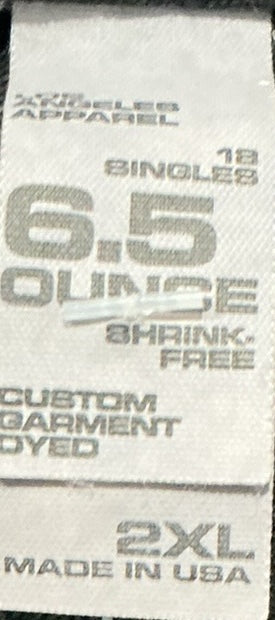 LOS
ANGELES
APPAREL
18
SINGLES
6.5
OUNCE
SHRINK-
FREE
CUSTOM
GARMENT
DYED
2XL
MADE IN USA